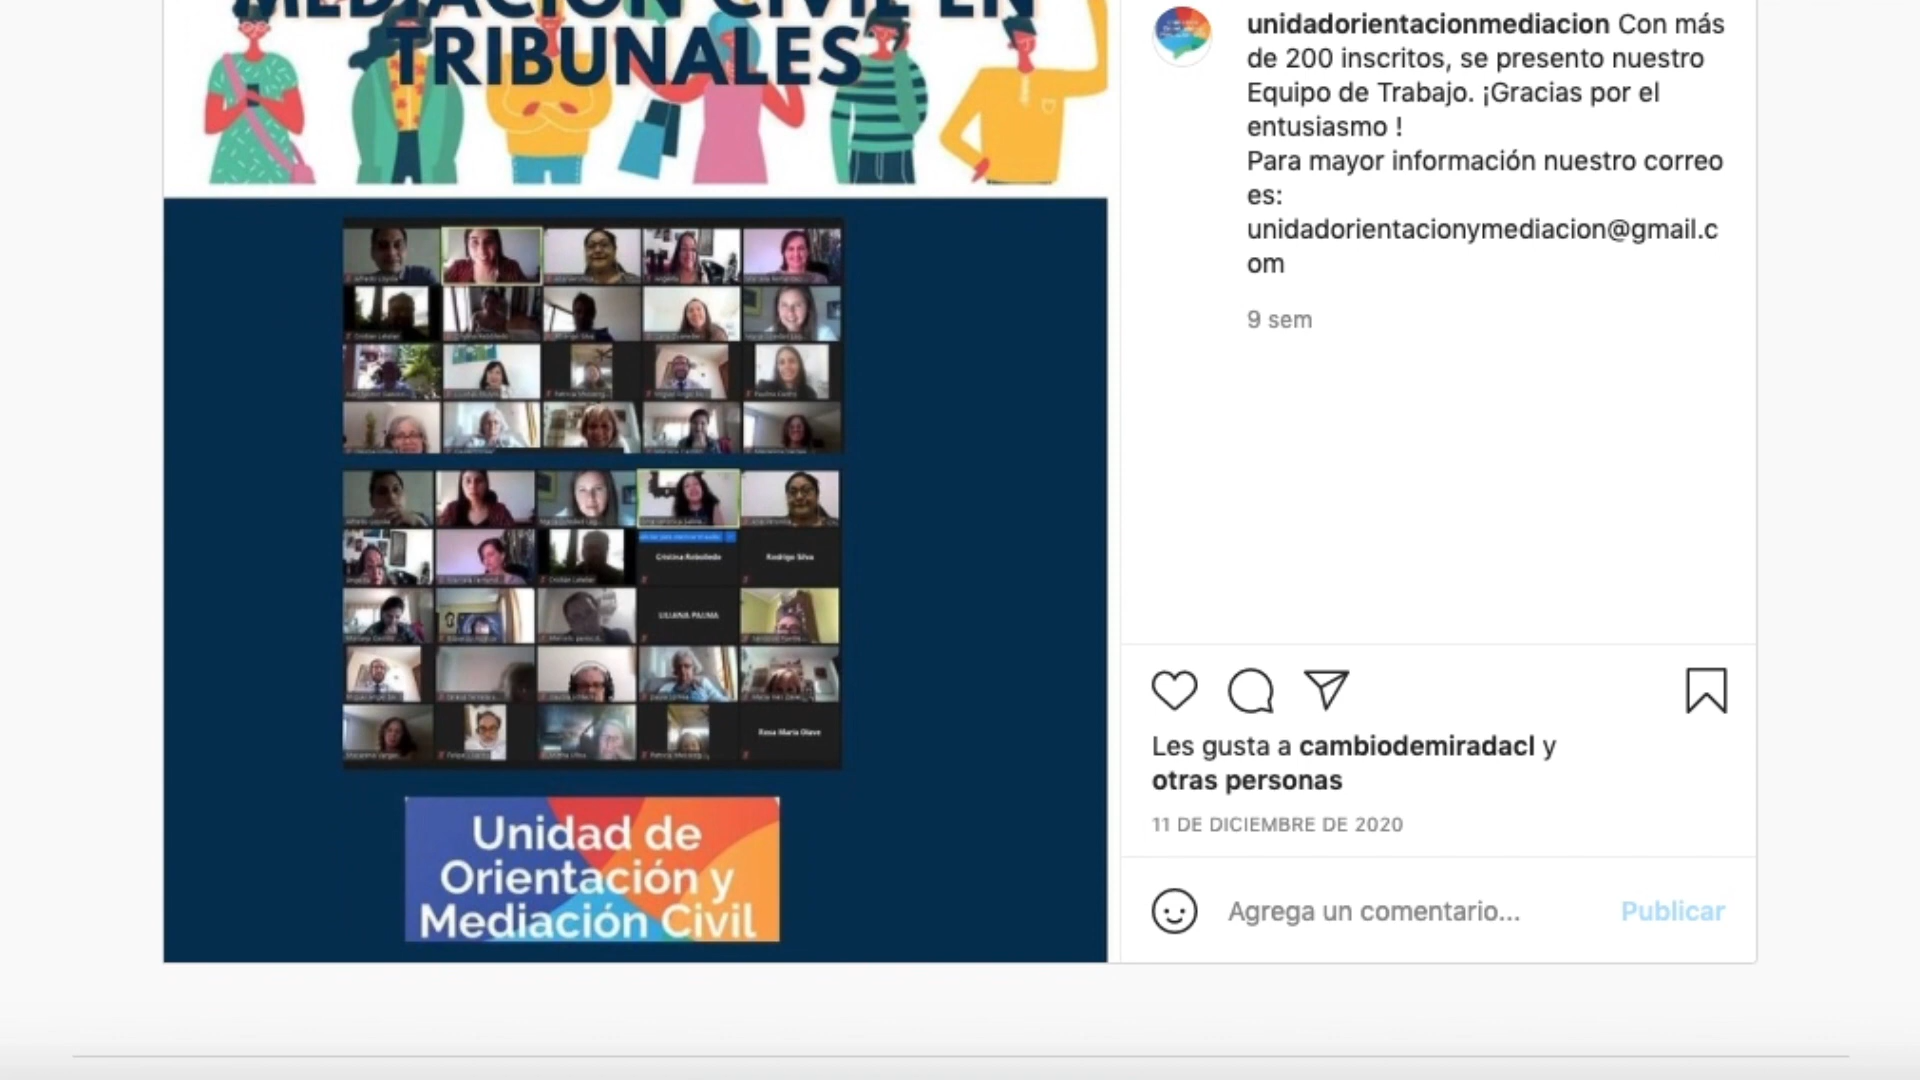 MEDIACIÓN CIVIL EN
TRIBUNALES
Cristina Rebolledo
Rodrigo Silva
LILIANA PALMA
Rosa María Olave
Unidad de
Orientación y
Mediación Civil
unidadorientacionmediacion Con más
de 200 inscritos, se presento nuestro
Equipo de Trabajo. ¡Gracias por el
entusiasmo !
Para mayor información nuestro correo
es:
unidadorientacionymediacion@gmail.c
om
9 sem
Les gusta a cambiodemiradacl y
otras personas
11 DE DICIEMBRE DE 2020
Agrega un comentario...
Publicar